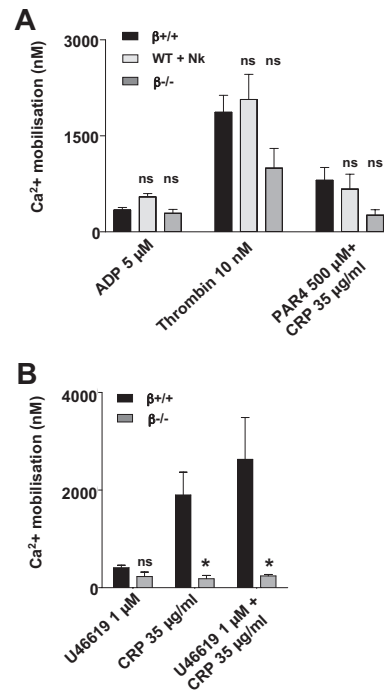 A
3000
1500
0
Ca²+ mobilisation (nM)
β+/+
WT + Nk
β-/-
ns ns
ns ns
ns ns
ADP 5 µM
Thrombin 10 nM
PAR4 500 µM+
CRP 35 µg/ml
B
4000
2000
0
Ca²+ mobilisation (nM)
β+/+
β-/-
ns
*
*
U46619 1 µM
CRP 35 µg/ml
U46619 1 µM +
CRP 35 µg/ml